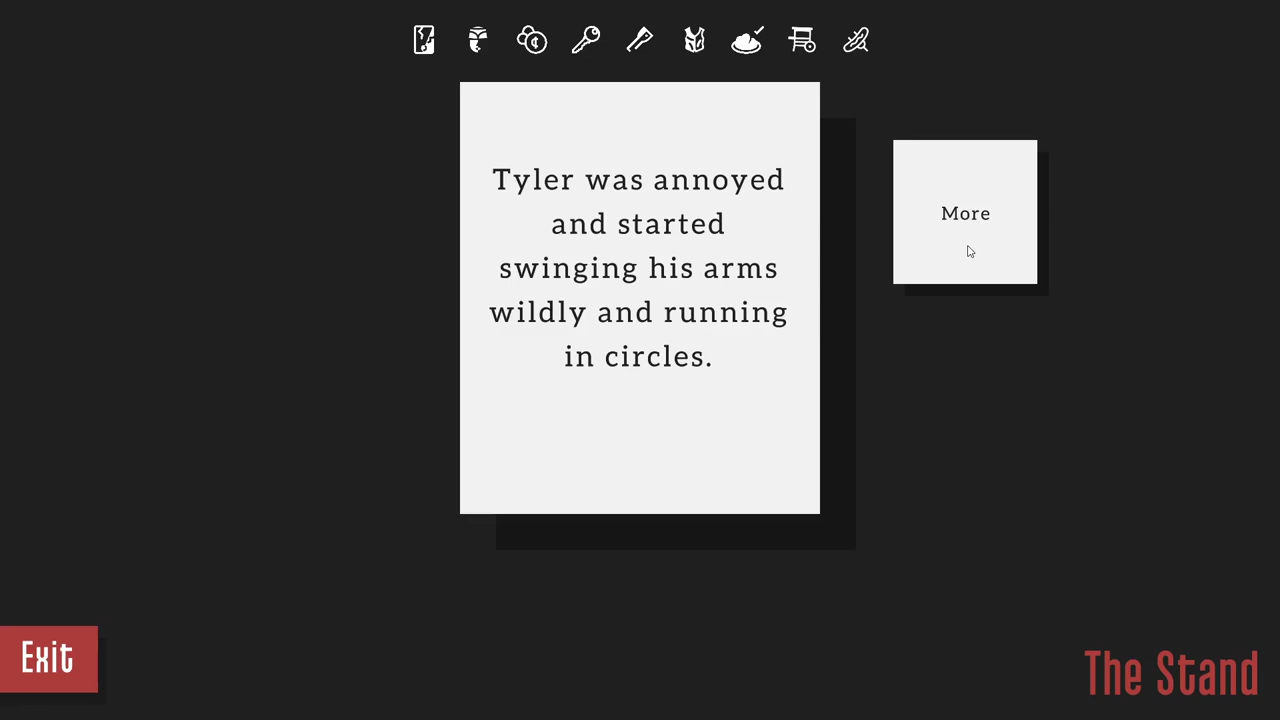 Tyler was annoyed
and started
swinging his arms
wildly and running
in circles.
More
Exit
The Stand